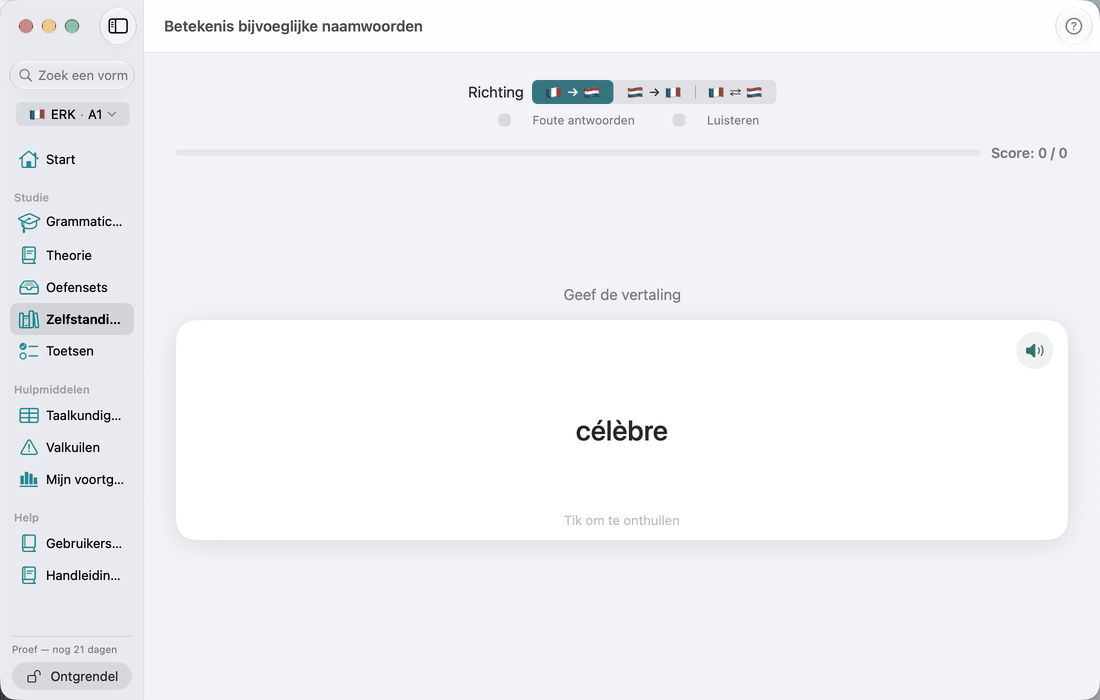 Betekenis bijvoeglijke naamwoorden
Zoek een vorm
ERK · A1
Start
Studie
Grammatic...
Theorie
Oefensets
Zelfstandi...
Toetsen
Hulpmiddelen
Taalkundig...
Valkuilen
Mijn voortg...
Help
Gebruikers...
Handleidin...
Proef — nog 21 dagen
Ontgrendel
Richting
Foute antwoorden Luisteren
Score: 0 / 0
Geef de vertaling
célèbre
Tik om te onthullen